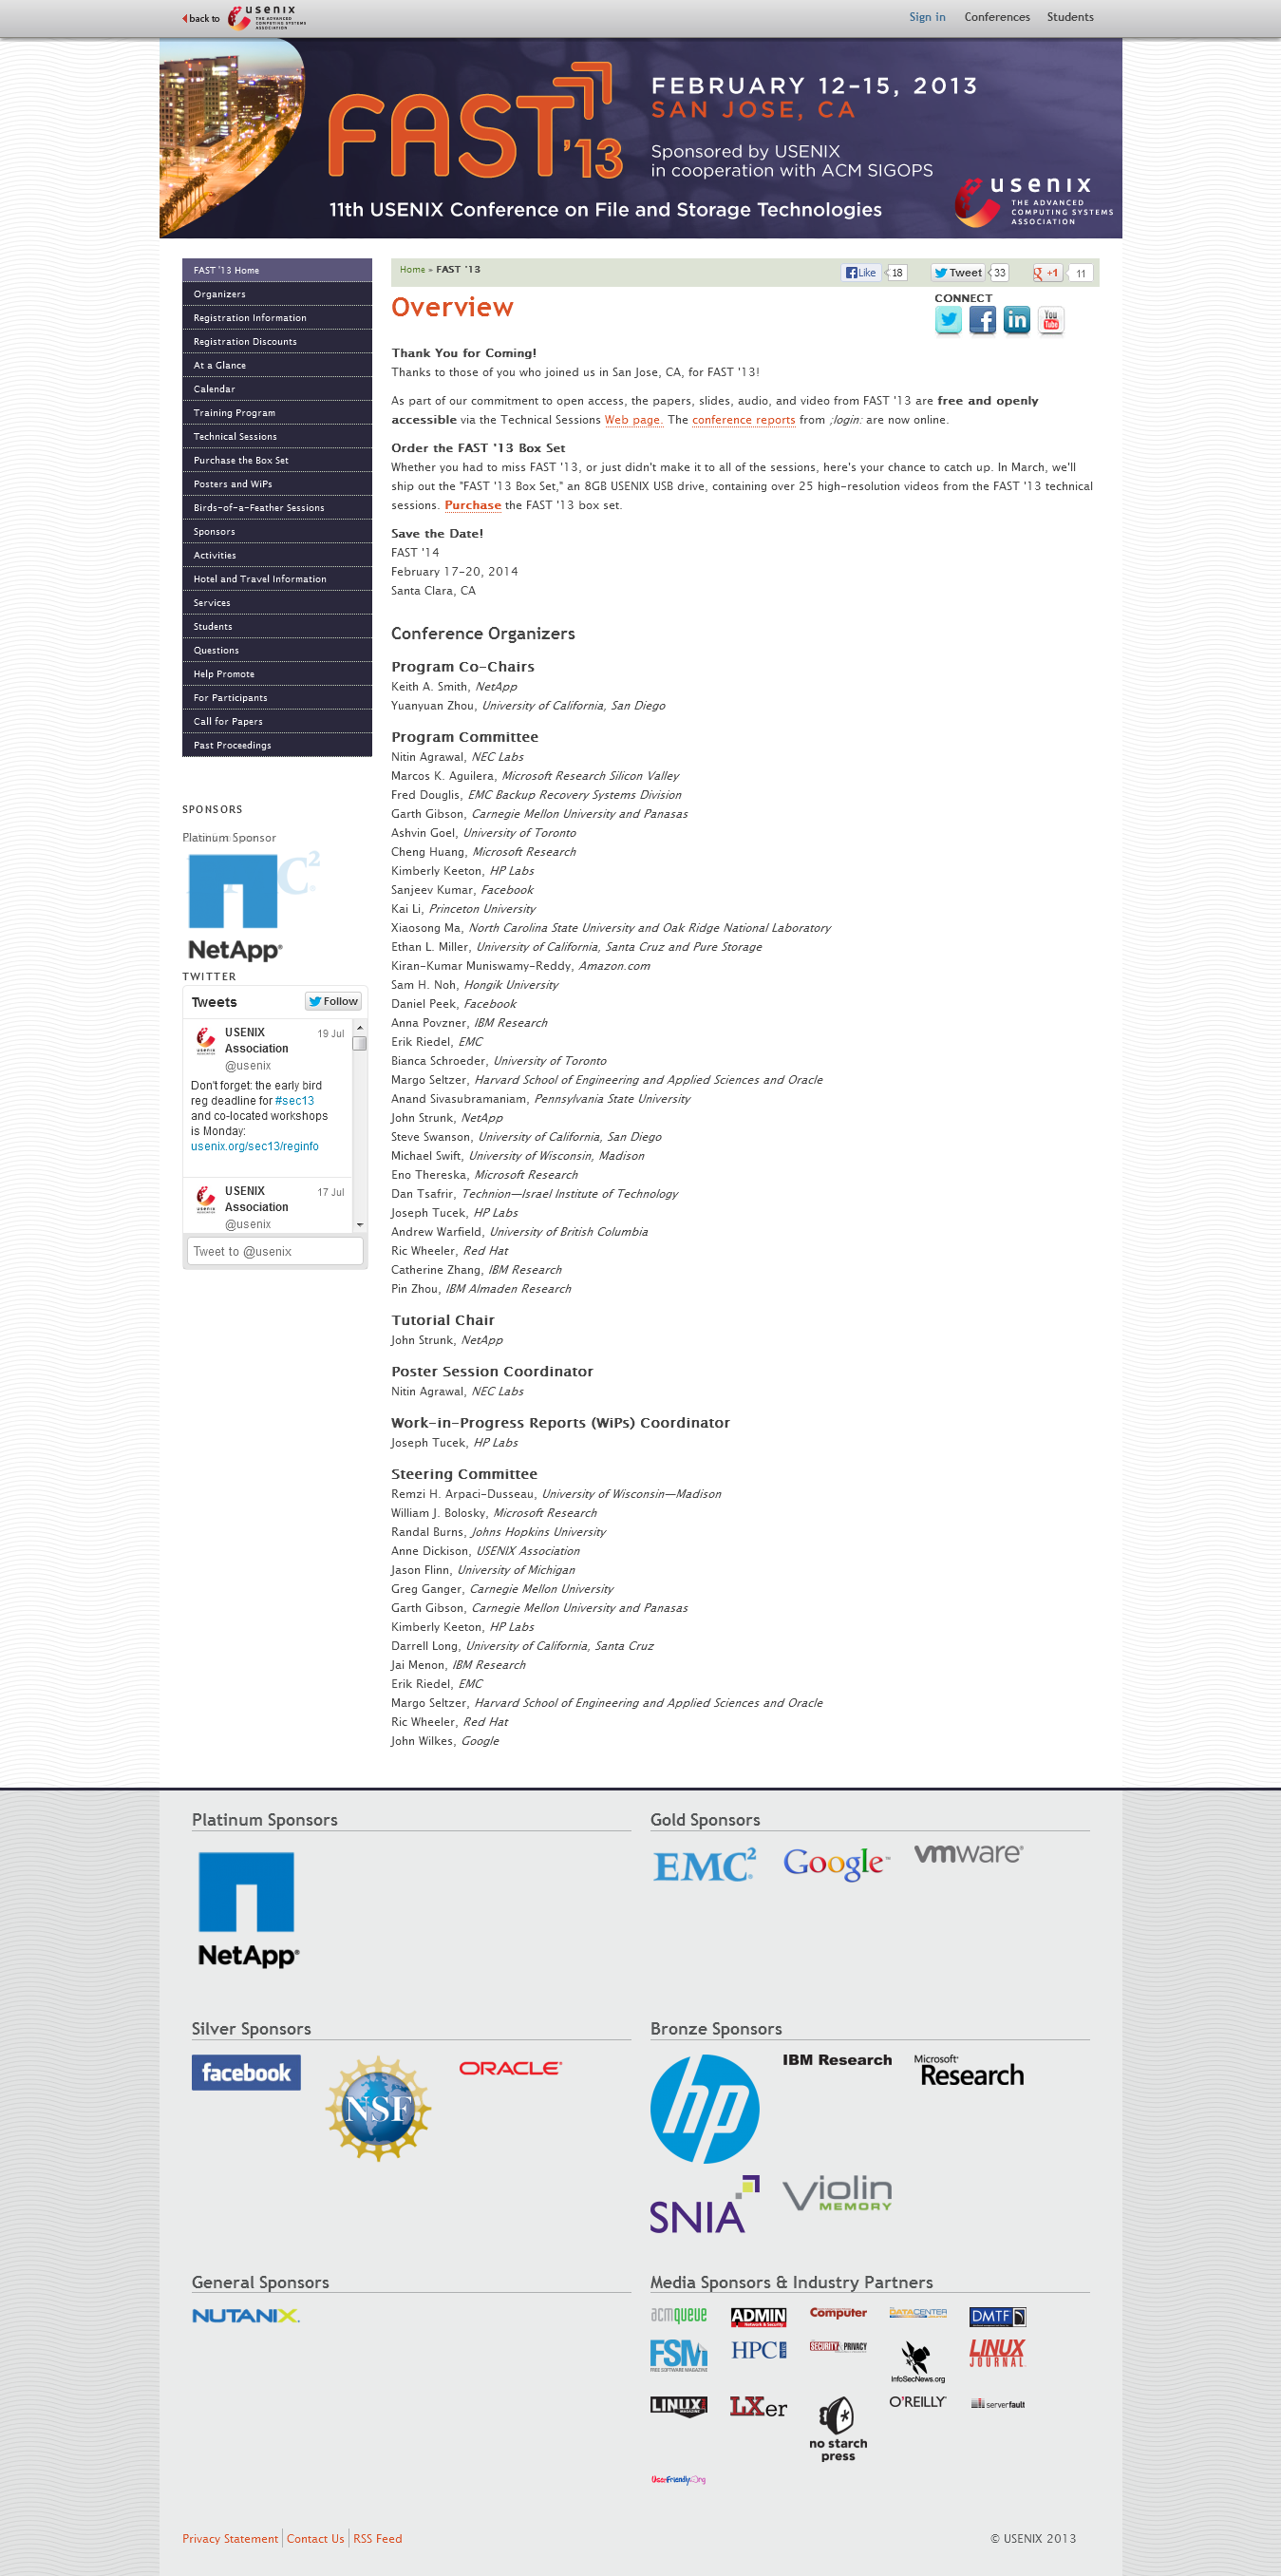 back to usenix THE ADVANCED COMPUTING SYSTEMS ASSOCIATION
Sign in Conferences Students
FAST '13
FEBRUARY 12–15, 2013
SAN JOSE, CA
Sponsored by USENIX
in cooperation with ACM SIGOPS
11th USENIX Conference on File and Storage Technologies
usenix
THE ADVANCED
COMPUTING SYSTEMS
ASSOCIATION
FAST '13 Home
Organizers
Registration Information
Registration Discounts
At a Glance
Calendar
Training Program
Technical Sessions
Purchase the Box Set
Posters and WiPs
Birds-of-a-Feather Sessions
Sponsors
Activities
Hotel and Travel Information
Services
Students
Questions
Help Promote
For Participants
Call for Papers
Past Proceedings
SPONSORS
Platinum Sponsor
NetApp
TWITTER
Tweets Follow
USENIX Association 19 Jul
@usenix
Don't forget: the early bird
reg deadline for #sec13
and co-located workshops
is Monday:
usenix.org/sec13/reginfo
USENIX Association 17 Jul
@usenix
Tweet to @usenix
Home » FAST '13
Like 18 Tweet 33 +1 11
Overview
CONNECT
You Tube
Thank You for Coming!
Thanks to those of you who joined us in San Jose, CA, for FAST '13!
As part of our commitment to open access, the papers, slides, audio, and video from FAST '13 are free and openly
accessible via the Technical Sessions Web page. The conference reports from ;login: are now online.
Order the FAST '13 Box Set
Whether you had to miss FAST '13, or just didn't make it to all of the sessions, here's your chance to catch up. In March, we'll
ship out the "FAST '13 Box Set," an 8GB USENIX USB drive, containing over 25 high-resolution videos from the FAST '13 technical
sessions. Purchase the FAST '13 box set.
Save the Date!
FAST '14
February 17-20, 2014
Santa Clara, CA
Conference Organizers
Program Co-Chairs
Keith A. Smith, NetApp
Yuanyuan Zhou, University of California, San Diego
Program Committee
Nitin Agrawal, NEC Labs
Marcos K. Aguilera, Microsoft Research Silicon Valley
Fred Douglis, EMC Backup Recovery Systems Division
Garth Gibson, Carnegie Mellon University and Panasas
Ashvin Goel, University of Toronto
Cheng Huang, Microsoft Research
Kimberly Keeton, HP Labs
Sanjeev Kumar, Facebook
Kai Li, Princeton University
Xiaosong Ma, North Carolina State University and Oak Ridge National Laboratory
Ethan L. Miller, University of California, Santa Cruz and Pure Storage
Kiran-Kumar Muniswamy-Reddy, Amazon.com
Sam H. Noh, Hongik University
Daniel Peek, Facebook
Anna Povzner, IBM Research
Erik Riedel, EMC
Bianca Schroeder, University of Toronto
Margo Seltzer, Harvard School of Engineering and Applied Sciences and Oracle
Anand Sivasubramaniam, Pennsylvania State University
John Strunk, NetApp
Steve Swanson, University of California, San Diego
Michael Swift, University of Wisconsin, Madison
Eno Thereska, Microsoft Research
Dan Tsafrir, Technion—Israel Institute of Technology
Joseph Tucek, HP Labs
Andrew Warfield, University of British Columbia
Ric Wheeler, Red Hat
Catherine Zhang, IBM Research
Pin Zhou, IBM Almaden Research
Tutorial Chair
John Strunk, NetApp
Poster Session Coordinator
Nitin Agrawal, NEC Labs
Work-in-Progress Reports (WiPs) Coordinator
Joseph Tucek, HP Labs
Steering Committee
Remzi H. Arpaci-Dusseau, University of Wisconsin—Madison
William J. Bolosky, Microsoft Research
Randal Burns, Johns Hopkins University
Anne Dickison, USENIX Association
Jason Flinn, University of Michigan
Greg Ganger, Carnegie Mellon University
Garth Gibson, Carnegie Mellon University and Panasas
Kimberly Keeton, HP Labs
Darrell Long, University of California, Santa Cruz
Jai Menon, IBM Research
Erik Riedel, EMC
Margo Seltzer, Harvard School of Engineering and Applied Sciences and Oracle
Ric Wheeler, Red Hat
John Wilkes, Google
Platinum Sponsors
NetApp
Gold Sponsors
EMC² Google vmware
Silver Sponsors
facebook NSF ORACLE
Bronze Sponsors
hp IBM Research Microsoft Research
SNIA Violin MEMORY
General Sponsors
NUTANIX
Media Sponsors & Industry Partners
acmqueue ADMIN Network & Security Computer DATACENTER DMTF
FSM FREE SOFTWARE MAGAZINE HPC SECURITY & PRIVACY InfoSecNews.org LINUX JOURNAL
LINUX MAGAZINE LXer no starch press O'REILLY serverfault
UserFriendly.Org
Privacy Statement Contact Us RSS Feed
© USENIX 2013